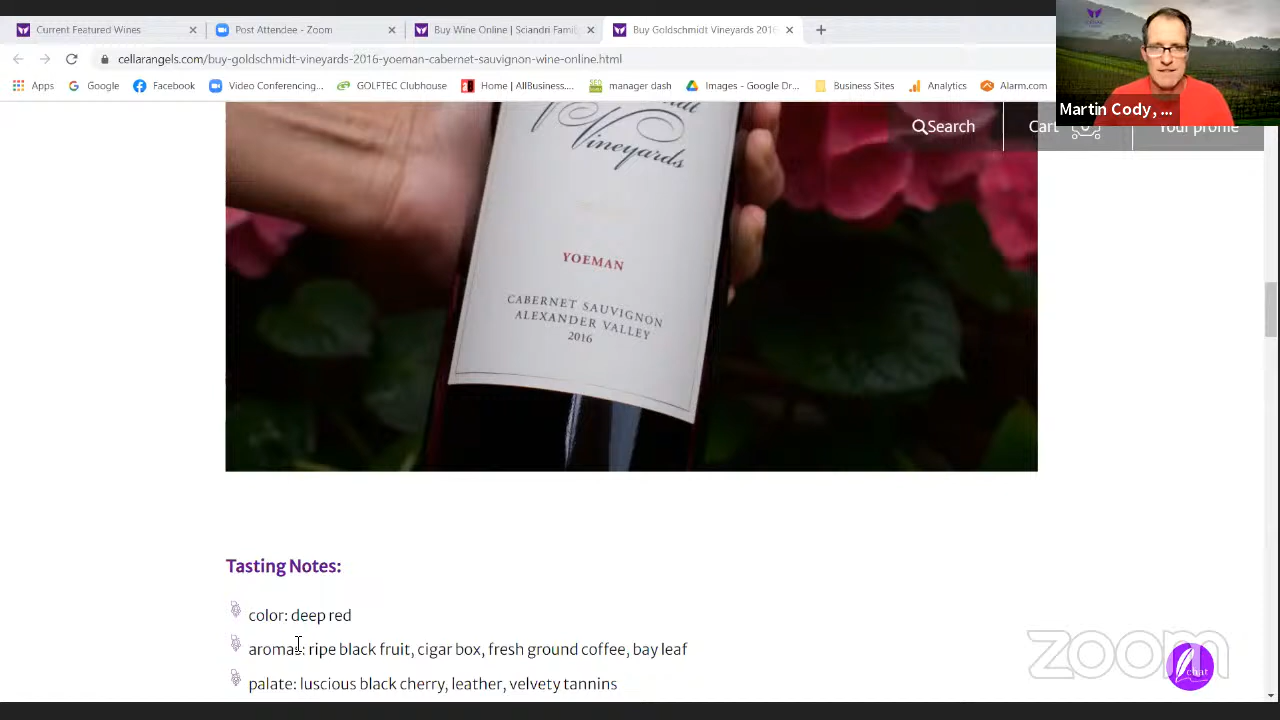 Current Featured Wines
Post Attendee - Zoom
Buy Wine Online | Sciandri Famil
Buy Goldschmidt Vineyards 2016
cellarangels.com/buy-goldschmidt-vineyards-2016-yoeman-cabernet-sauvignon-wine-online.html
Apps
Google
Facebook
Video Conferencing...
GEN/TEC Clubhouse
Home | AllBusiness....
manager dash
Images - Google Dr...
Business Sites
Analytics
Alarm.com
Martin Cody, ...
Search
Cart
Your profile
Vineyards
YOEMAN
CABERNET SAUVIGNON
ALEXANDER VALLEY
2016
Tasting Notes:
color: deep red
aromas: ripe black fruit, cigar box, fresh ground coffee, bay leaf
palate: luscious black cherry, leather, velvety tannins
zoom
chat